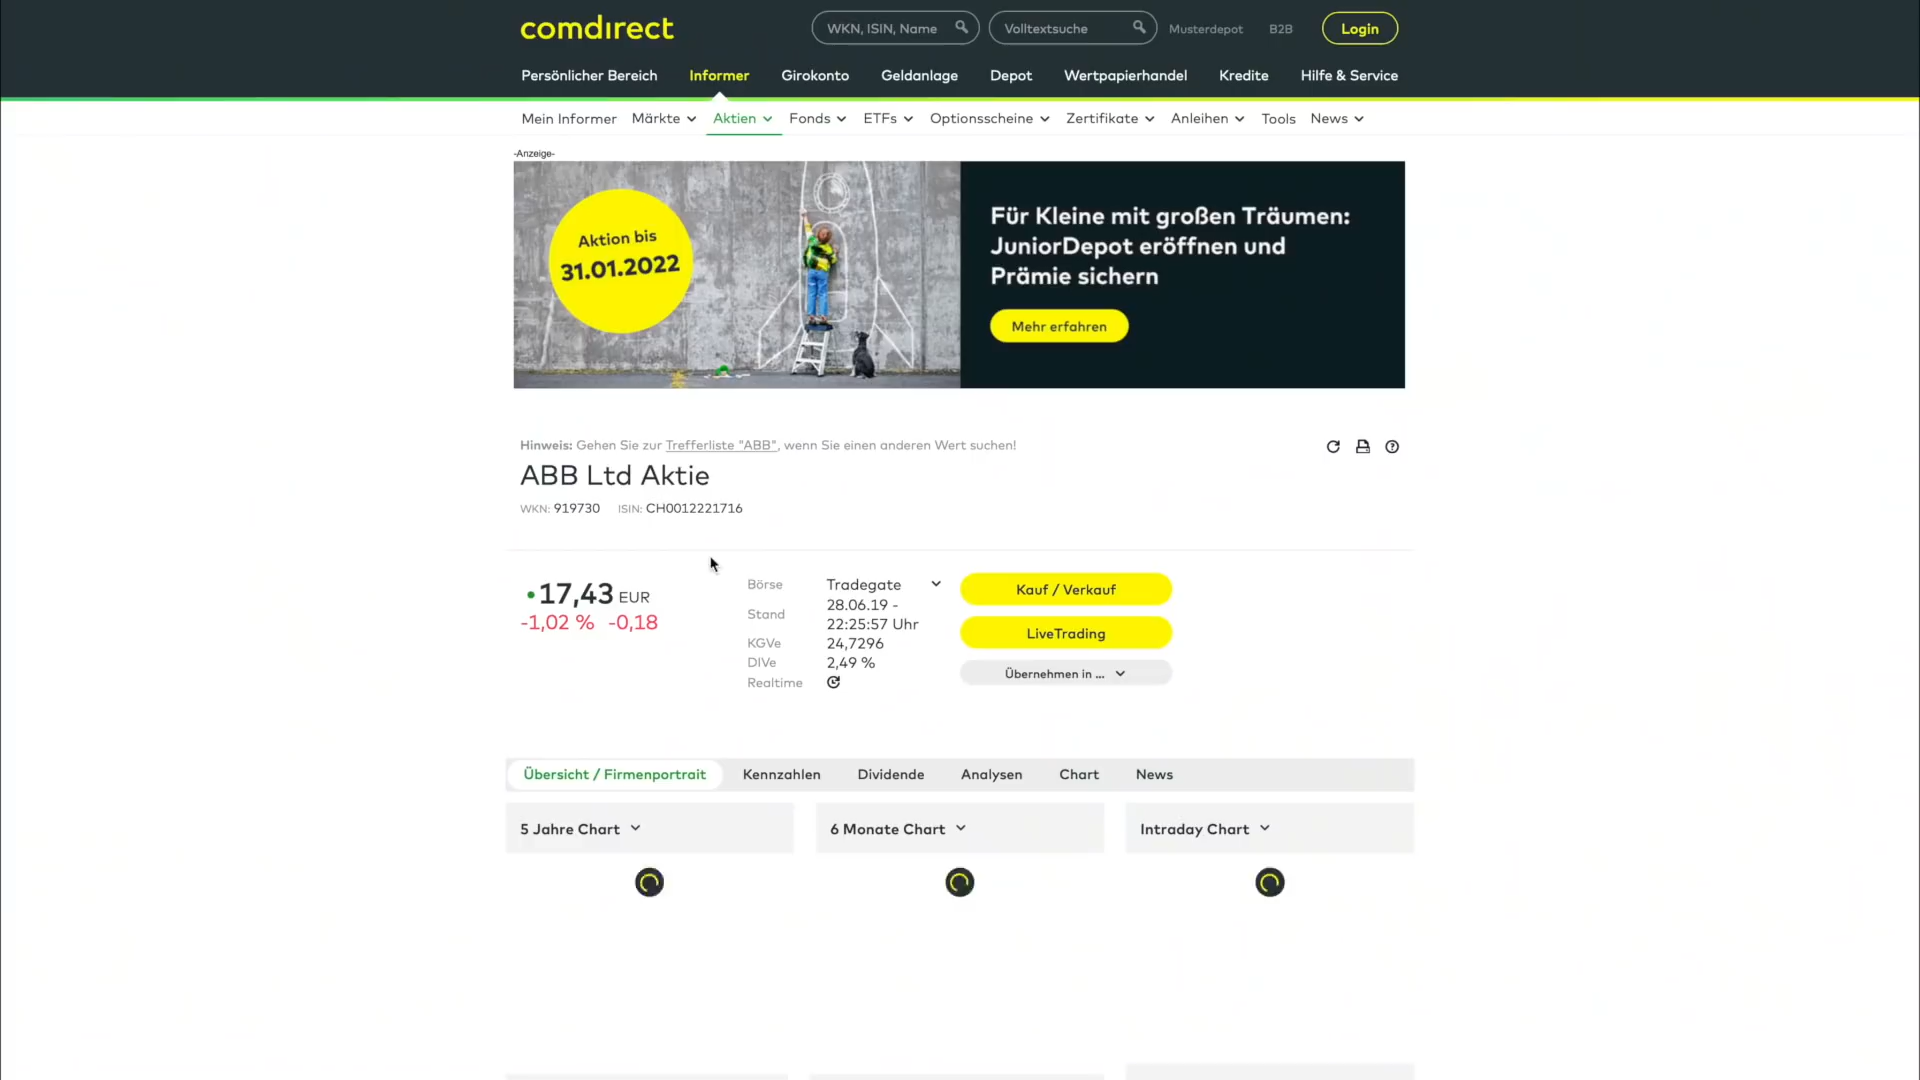 comdirect
WKN, ISIN, Name
Volltextsuche
Musterdepot
B2B
Login
Persönlicher Bereich
Informer
Girokonto
Geldanlage
Depot
Wertpapierhandel
Kredite
Hilfe & Service
Mein Informer
Märkte
Aktien
Fonds
ETFs
Optionsscheine
Zertifikate
Anleihen
Tools
News
-Anzeige-
Aktion bis
31.01.2022
Für Kleine mit großen Träumen:
JuniorDepot eröffnen und
Prämie sichern
Mehr erfahren
Hinweis: Gehen Sie zur Trefferliste "ABB", wenn Sie einen anderen Wert suchen!
ABB Ltd Aktie
WKN: 919730 ISIN: CH0012221716
17,43 EUR
-1,02 % -0,18
Börse Tradegate
Stand 28.06.19 -
22:25:57 Uhr
KGVe 24,7296
DIVe 2,49 %
Realtime
Kauf / Verkauf
LiveTrading
Übernehmen in ...
Übersicht / Firmenportrait
Kennzahlen
Dividende
Analysen
Chart
News
5 Jahre Chart
6 Monate Chart
Intraday Chart